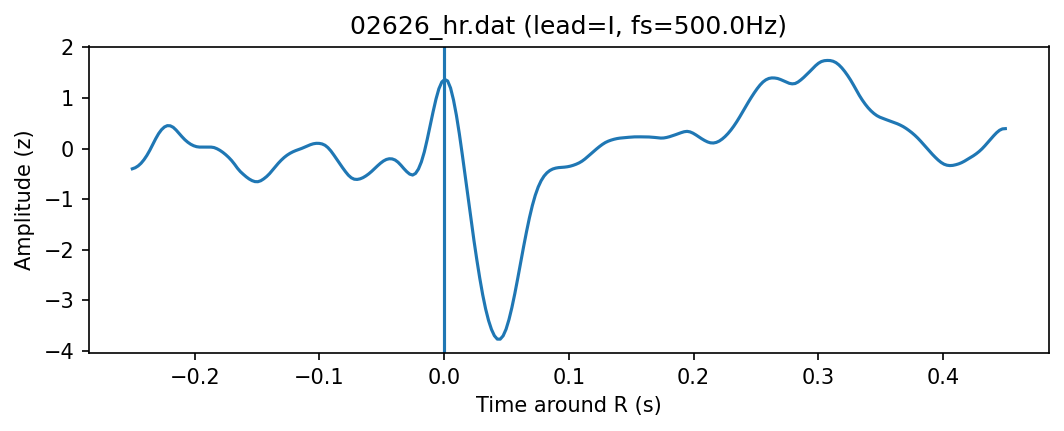 02626_hr.dat (lead=I, fs=500.0Hz)
2
1
0
−1
−2
−3
−4
Amplitude (z)
−0.2 −0.1 0.0 0.1 0.2 0.3 0.4
Time around R (s)